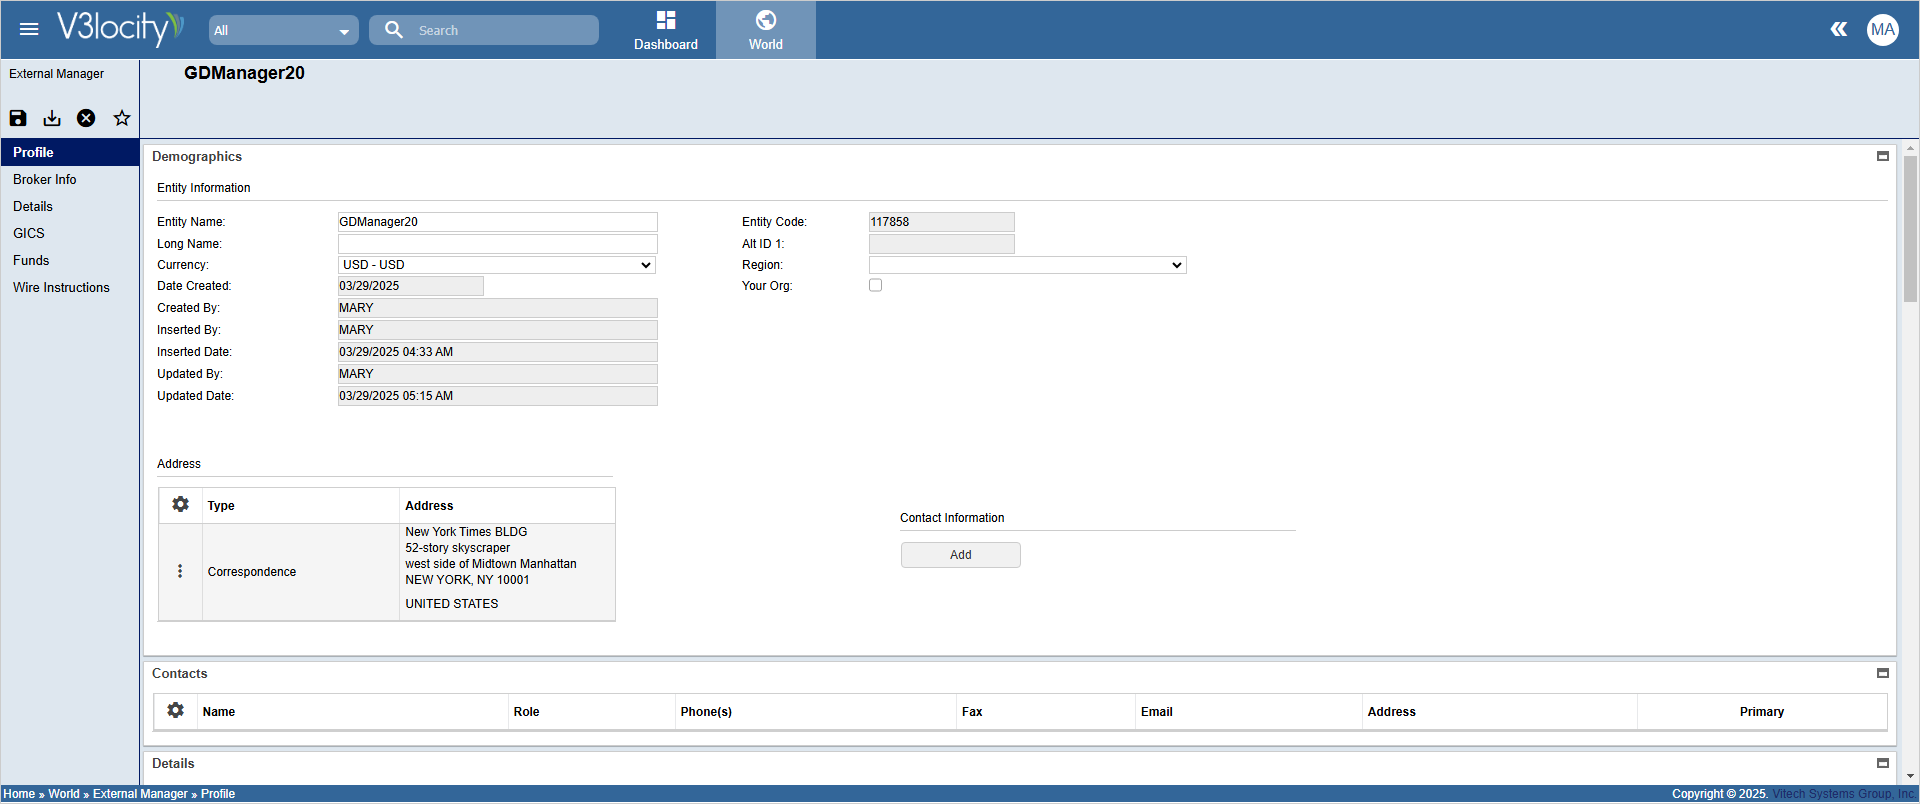 V3locity
All
Search
Dashboard
World
MA
External Manager
GDManager20
Profile
Broker Info
Details
GICS
Funds
Wire Instructions
Demographics
Entity Information
Entity Name: GDManager20 Entity Code: 117858
Long Name: Alt ID 1:
Currency: USD - USD Region:
Date Created: 03/29/2025 Your Org:
Created By: MARY
Inserted By: MARY
Inserted Date: 03/29/2025 04:33 AM
Updated By: MARY
Updated Date: 03/29/2025 05:15 AM
Address
Type Address
Correspondence
New York Times BLDG
52-story skyscraper
west side of Midtown Manhattan
NEW YORK, NY 10001
UNITED STATES
Contact Information
Add
Contacts
Name Role Phone(s) Fax Email Address Primary
Details
Home » World » External Manager » Profile
Copyright © 2025. Vitech Systems Group, Inc.